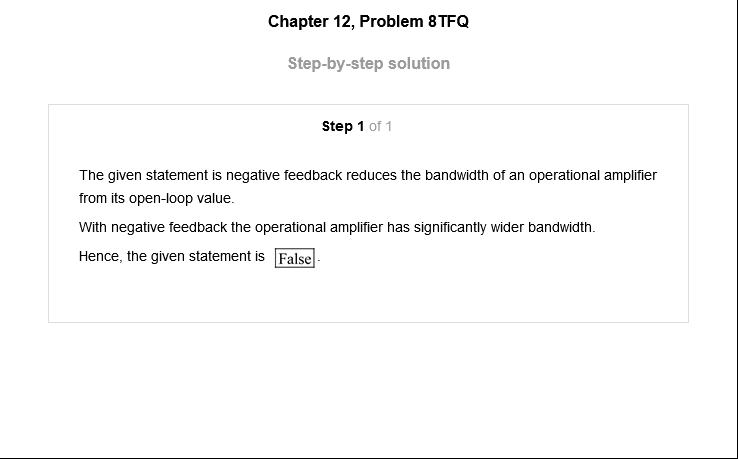 Chapter 12, Problem 8TFQ
Step-by-step solution
Step 1 of 1
The given statement is negative feedback reduces the bandwidth of an operational amplifier
from its open-loop value.
With negative feedback the operational amplifier has significantly wider bandwidth.
Hence, the given statement is False.